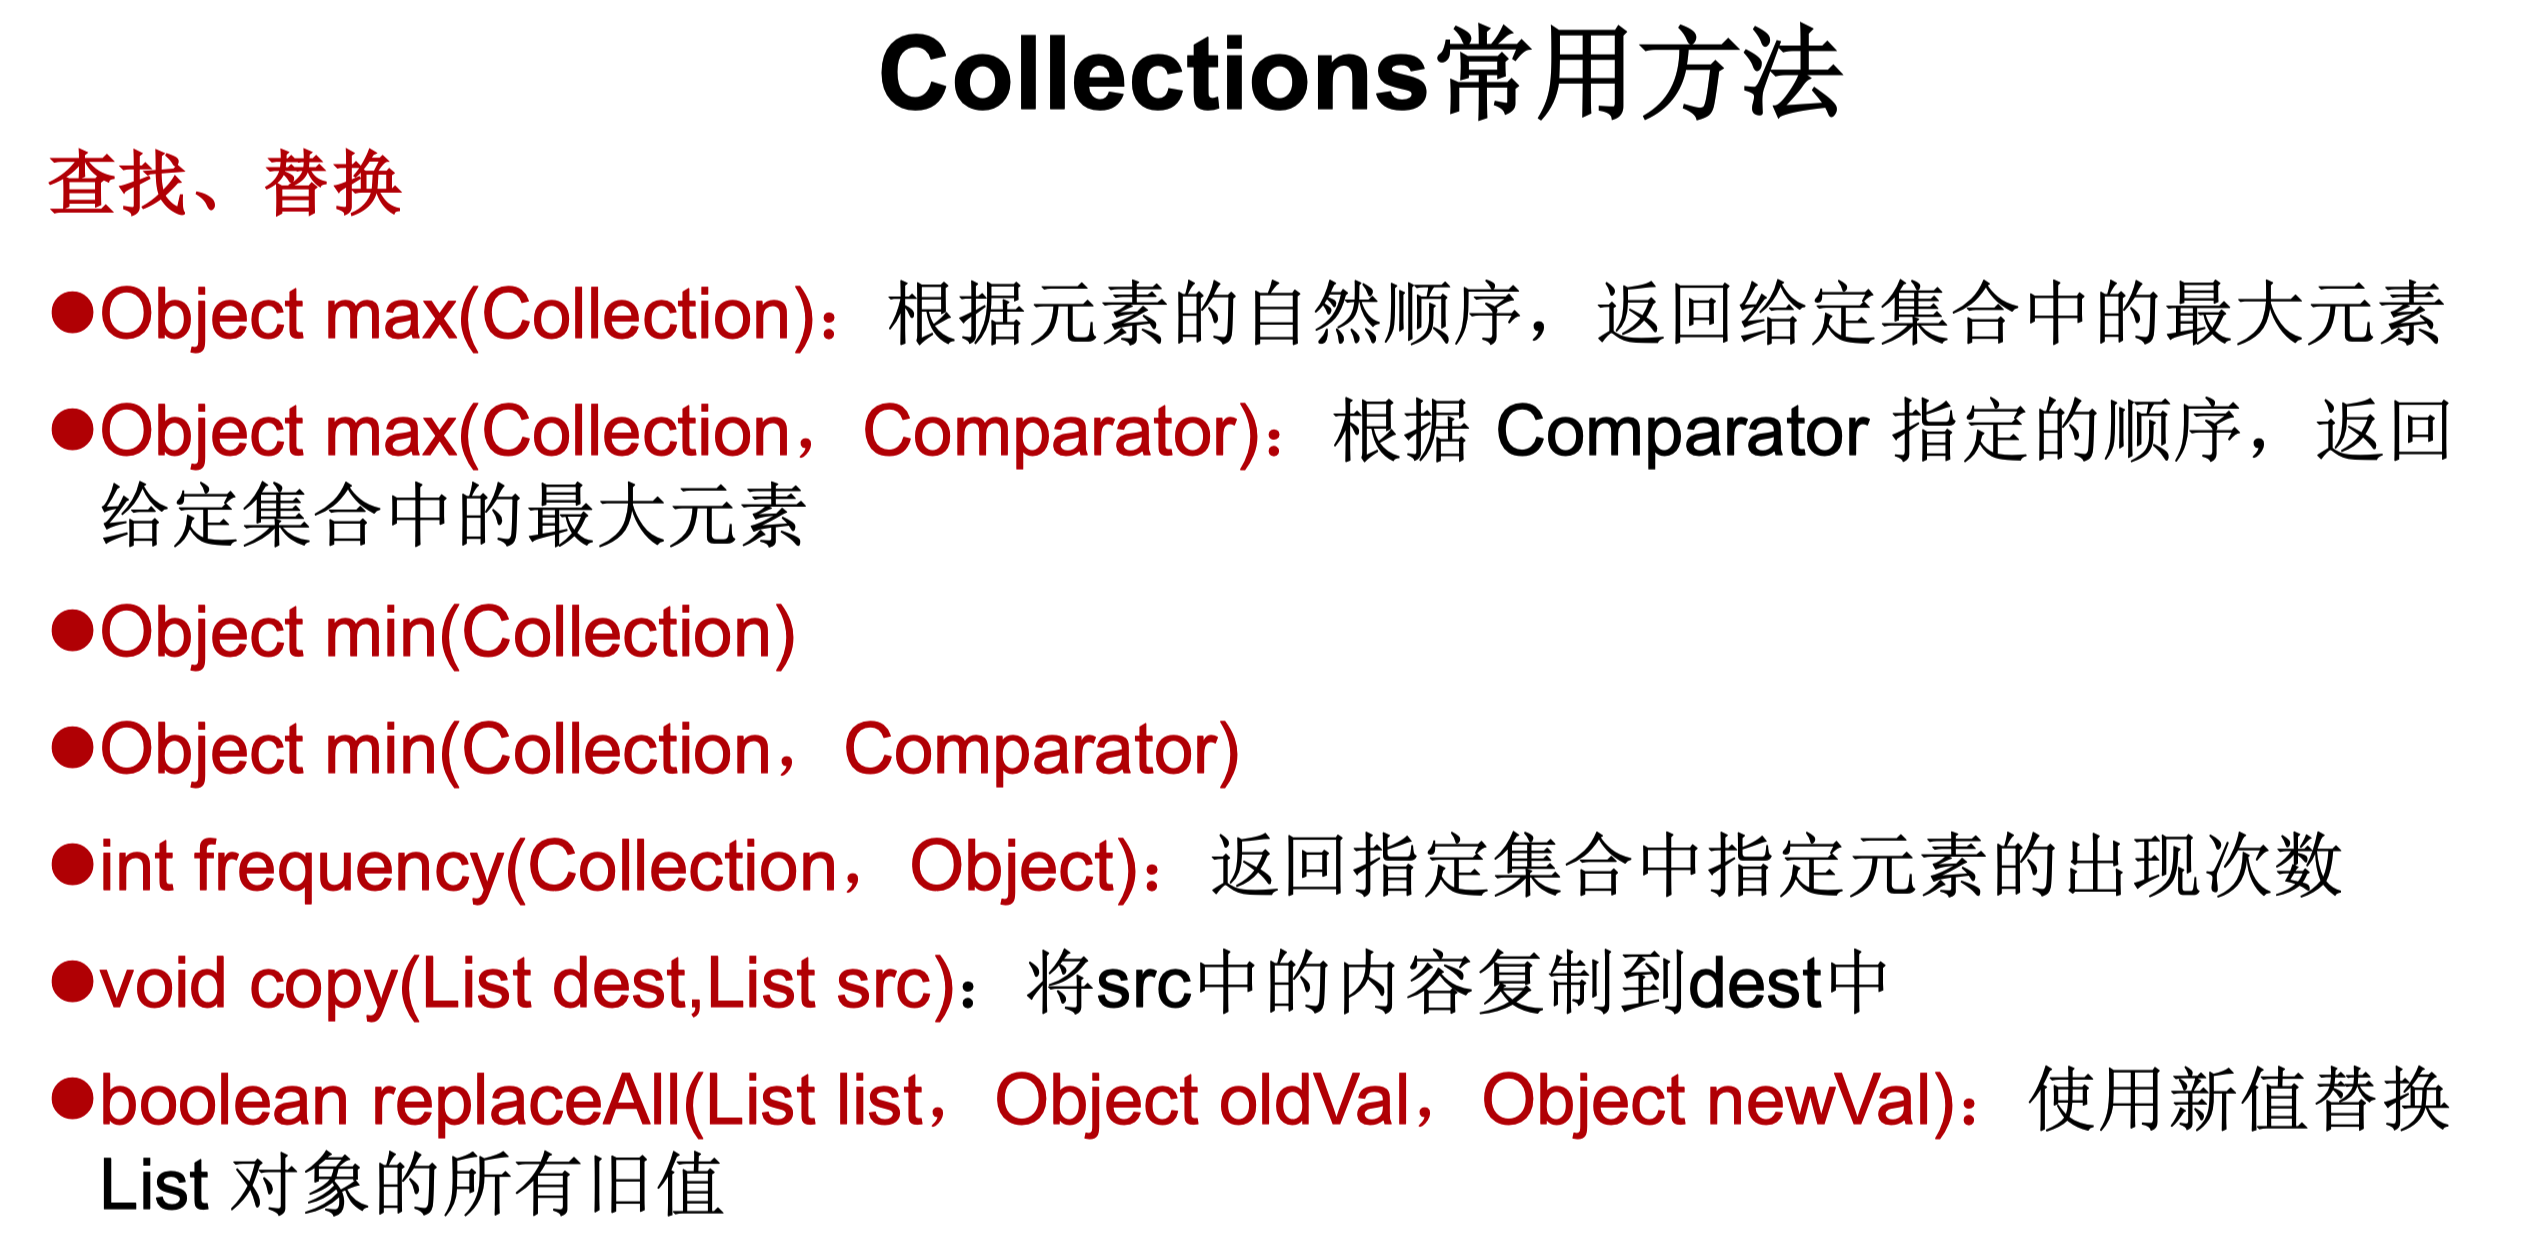 Collections常用方法
查找、替换
●Object max(Collection)：根据元素的自然顺序，返回给定集合中的最大元素
●Object max(Collection，Comparator)：根据 Comparator 指定的顺序，返回
给定集合中的最大元素
●Object min(Collection)
●Object min(Collection，Comparator)
●int frequency(Collection，Object)：返回指定集合中指定元素的出现次数
●void copy(List dest,List src)：将src中的内容复制到dest中
●boolean replaceAll(List list，Object oldVal，Object newVal)：使用新值替换
List 对象的所有旧值